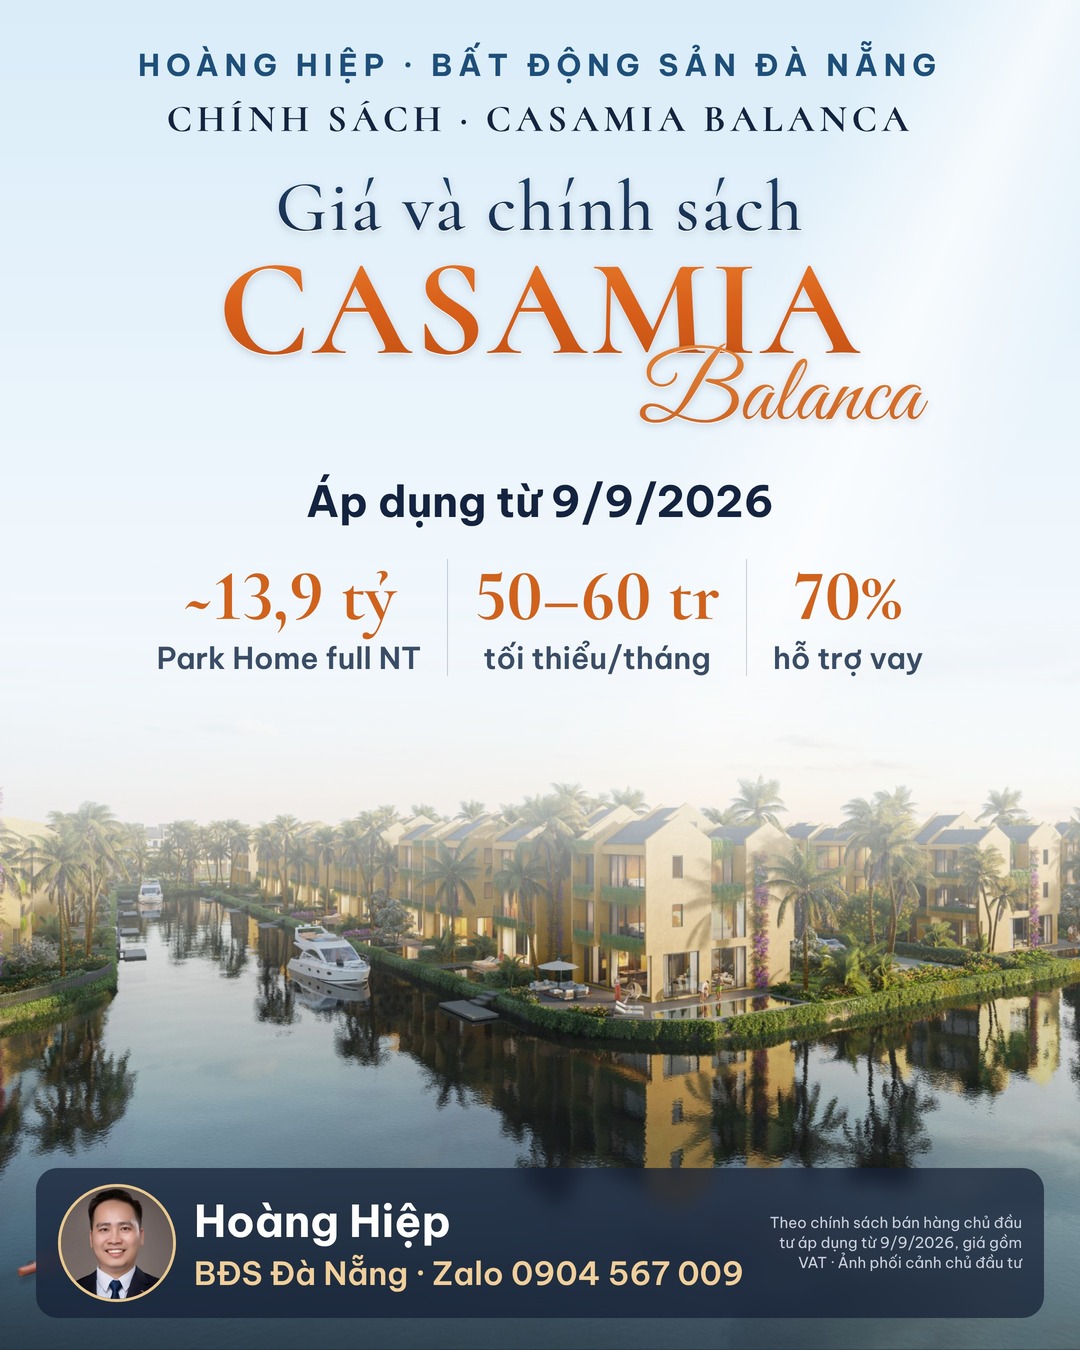 HOÀNG HIỆP · BẤT ĐỘNG SẢN ĐÀ NẴNG
CHÍNH SÁCH · CASAMIA BALANCA
Giá và chính sách
CASAMIA
Balanca
Áp dụng từ 9/9/2026
~13,9 tỷ
Park Home full NT
50–60 tr
tối thiểu/tháng
70%
hỗ trợ vay
Hoàng Hiệp
BĐS Đà Nẵng · Zalo 0904 567 009
Theo chính sách bán hàng chủ đầu
tư áp dụng từ 9/9/2026, giá gồm
VAT · Ảnh phối cảnh chủ đầu tư